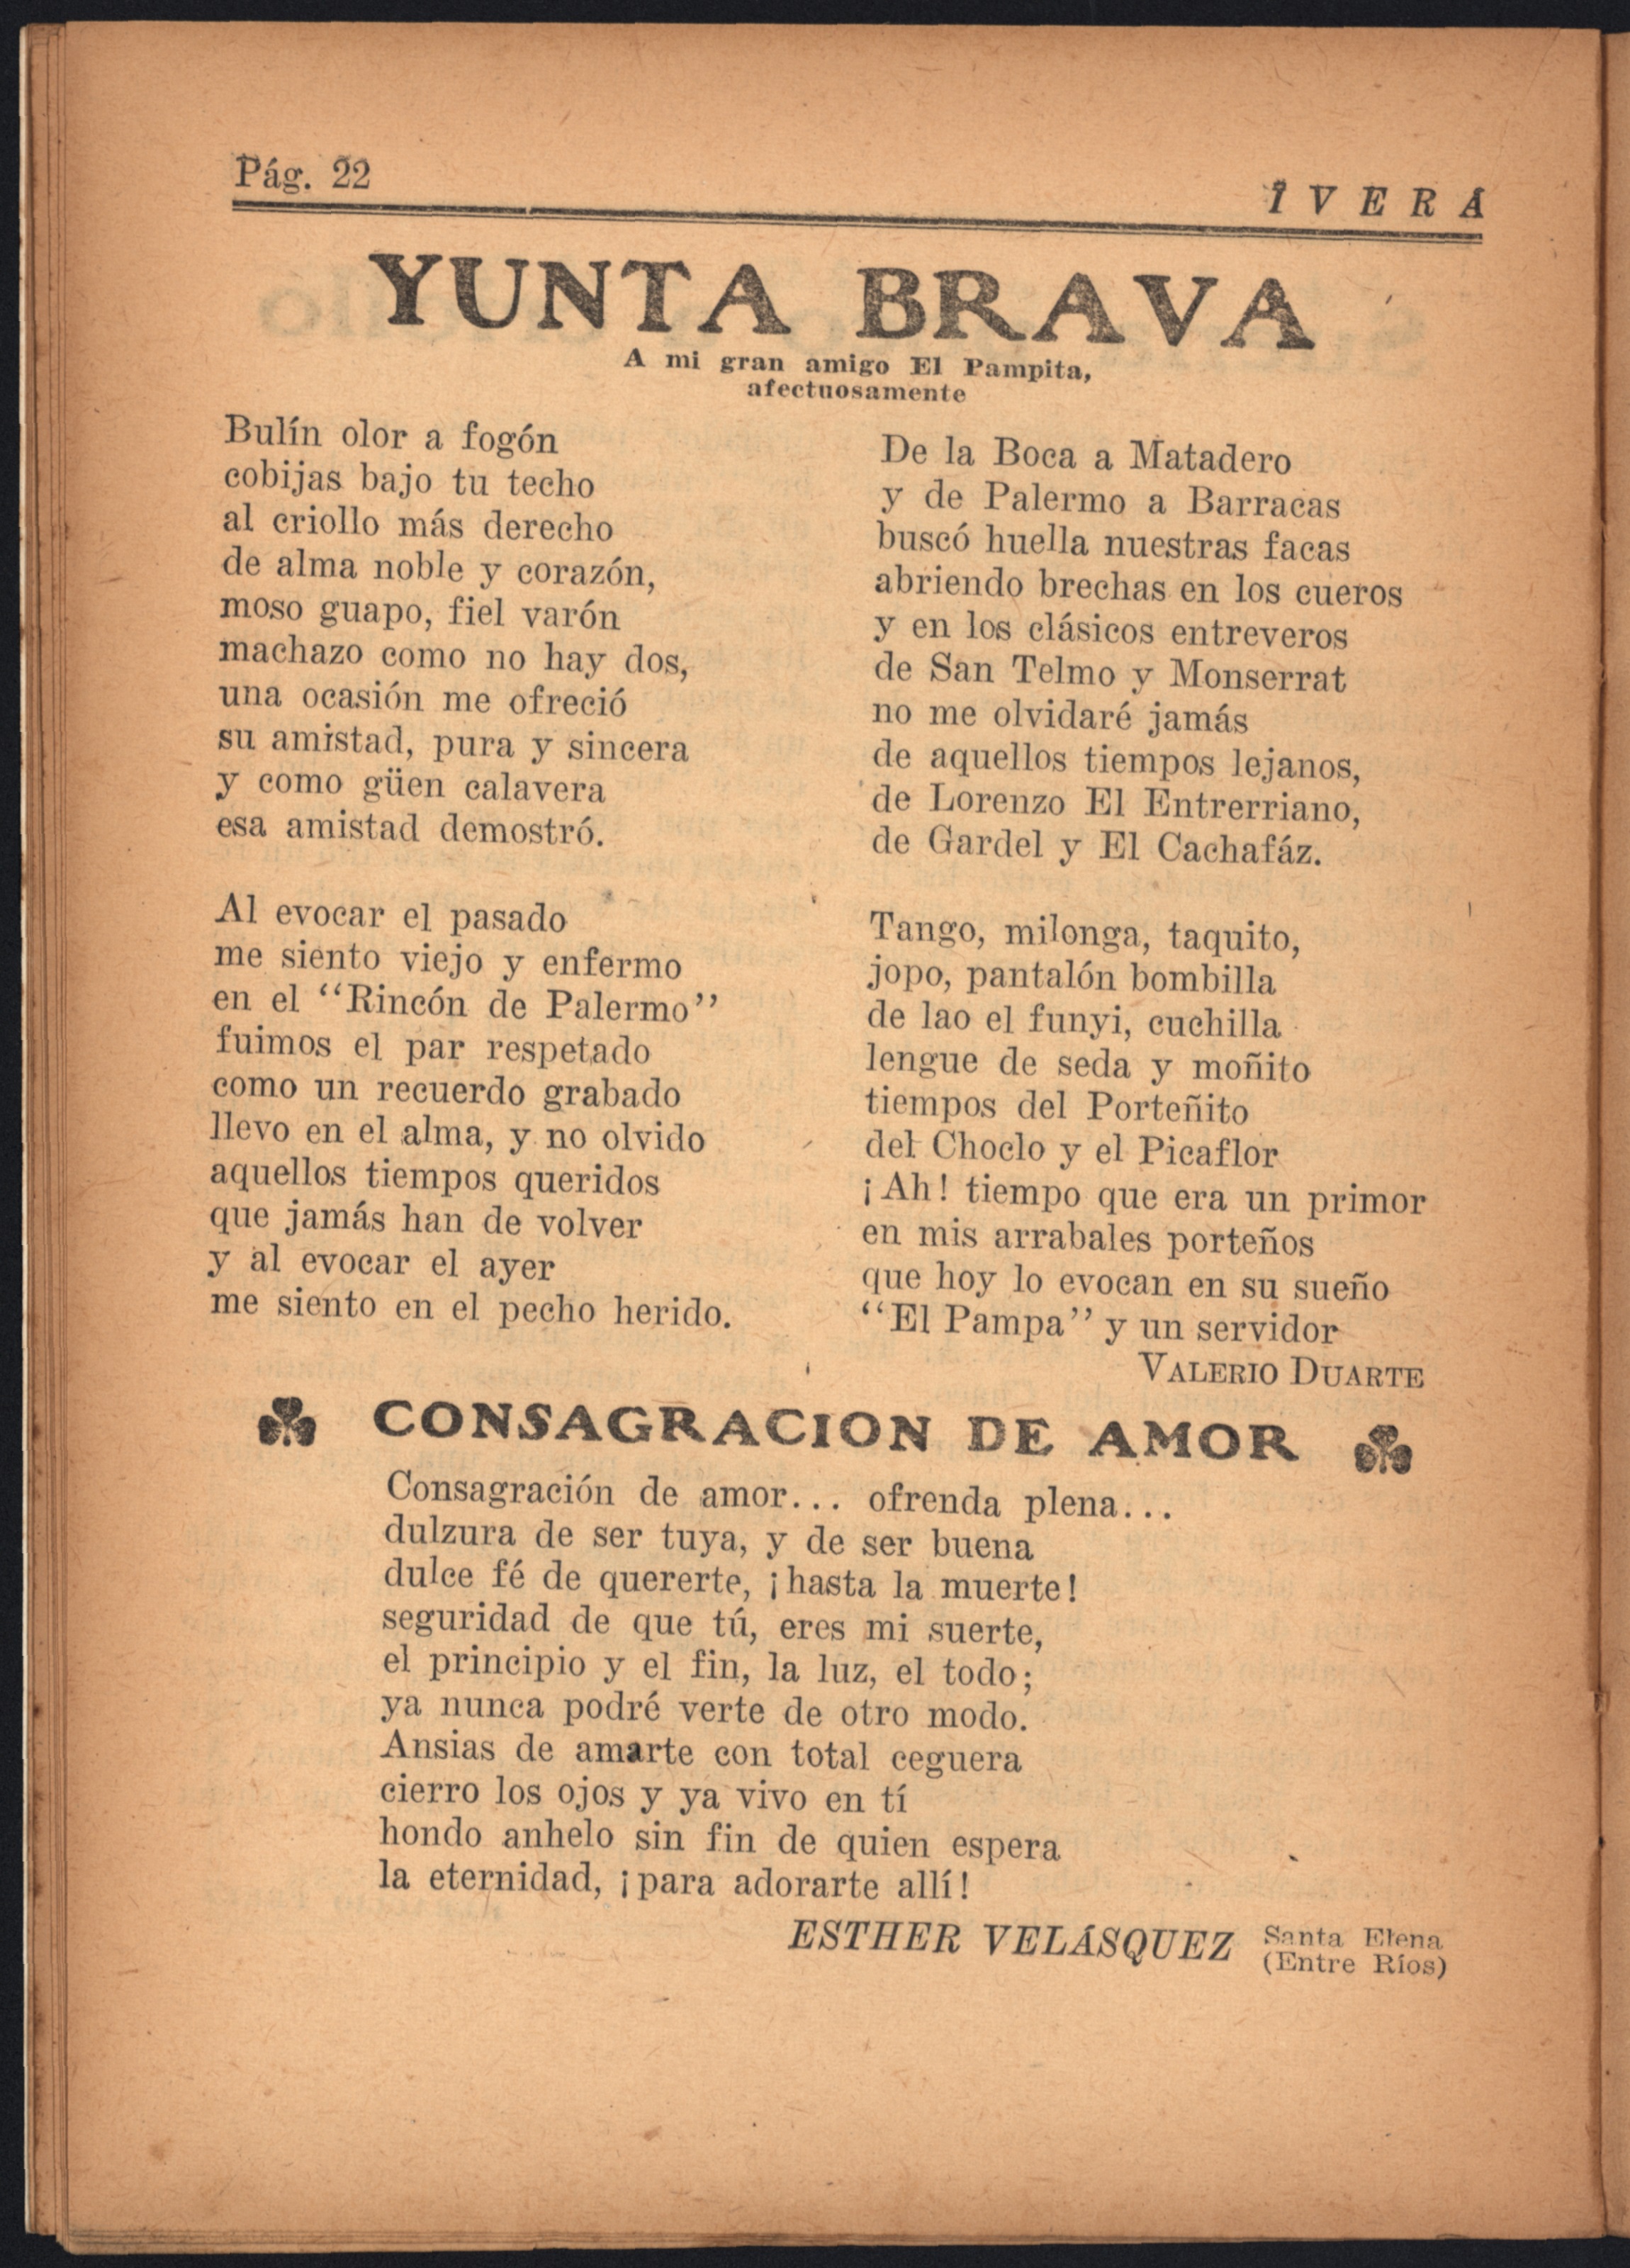 Pág. 22
IVERÁ
YUNTA BRAVA
A mi gran amigo El Pampita,
afectuosamente
Bulín olor a fogón
cobijas bajo tu techo
al criollo más derecho
de alma noble y corazón,
moso guapo, fiel varón
machazo como no hay dos,
una ocasión me ofreció
su amistad, pura y sincera
y como güen calavera
esa amistad demostró.
Al evocar el pasado
me siento viejo y enfermo
en el “Rincón de Palermo”
fuimos el par respetado
como un recuerdo grabado
llevo en el alma, y no olvido
aquellos tiempos queridos
que jamás han de volver
y al evocar el ayer
me siento en el pecho herido.
De la Boca a Matadero
y de Palermo a Barracas
buscó huella nuestras facas
abriendo brechas en los cueros
y en los clásicos entreveros
de San Telmo y Monserrat
no me olvidaré jamás
de aquellos tiempos lejanos,
de Lorenzo El Entrerriano,
de Gardel y El Cachafáz.
Tango, milonga, taquito,
jopo, pantalón bombilla
de lao el funyi, cuchilla
lengue de seda y moñito
tiempos del Porteñito
del Choclo y el Picaflor
¡Ah! tiempo que era un primor
en mis arrabales porteños
que hoy lo evocan en su sueño
“El Pampa” y un servidor
VALERIO DUARTE
CONSAGRACION DE AMOR
Consagración de amor... ofrenda plena...
dulzura de ser tuya, y de ser buena
dulce fé de quererte, ¡hasta la muerte!
seguridad de que tú, eres mi suerte,
el principio y el fin, la luz, el todo;
ya nunca podré verte de otro modo.
Ansias de amarte con total ceguera
cierro los ojos y ya vivo en tí
hondo anhelo sin fin de quien espera
la eternidad, ¡para adorarte allí!
ESTHER VELÁSQUEZ Santa Elena
(Entre Ríos)